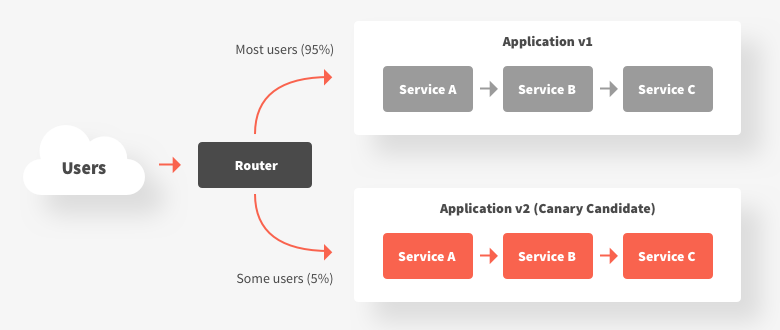 Most users (95%)
Application v1
Service A
Service B
Service C
Users
Router
Application v2 (Canary Candidate)
Service A
Service B
Service C
Some users (5%)